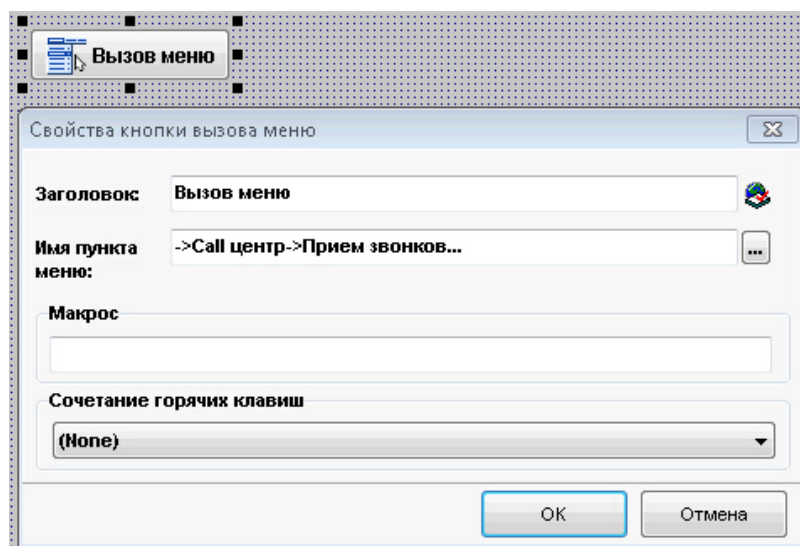 Вызов меню
Свойства кнопки вызова меню
Заголовок:
Вызов меню
Имя пункта
меню:
->Call центр->Прием звонков...
...
Макрос
Сочетание горячих клавиш
(None)
OK
Отмена